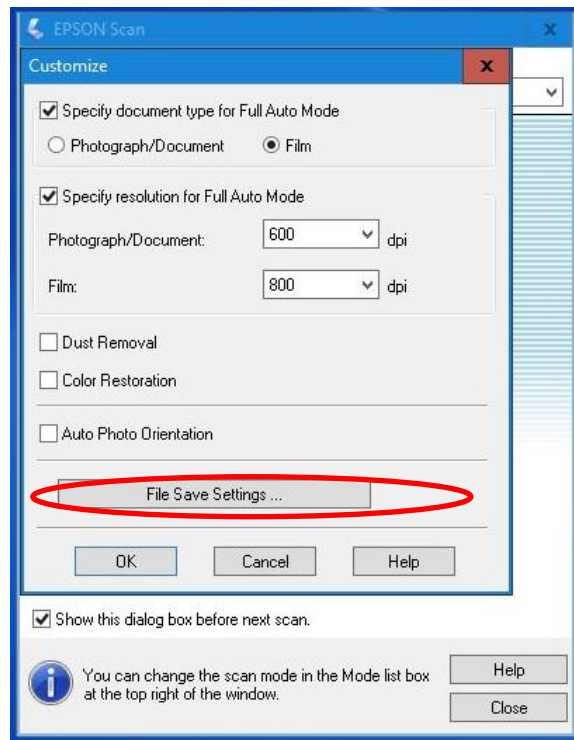 EPSON Scan
Customize
Specify document type for Full Auto Mode
Photograph/Document Film
Specify resolution for Full Auto Mode
Photograph/Document: 600 dpi
Film: 800 dpi
Dust Removal
Color Restoration
Auto Photo Orientation
File Save Settings ...
OK Cancel Help
Show this dialog box before next scan.
You can change the scan mode in the Mode list box
at the top right of the window.
Help
Close